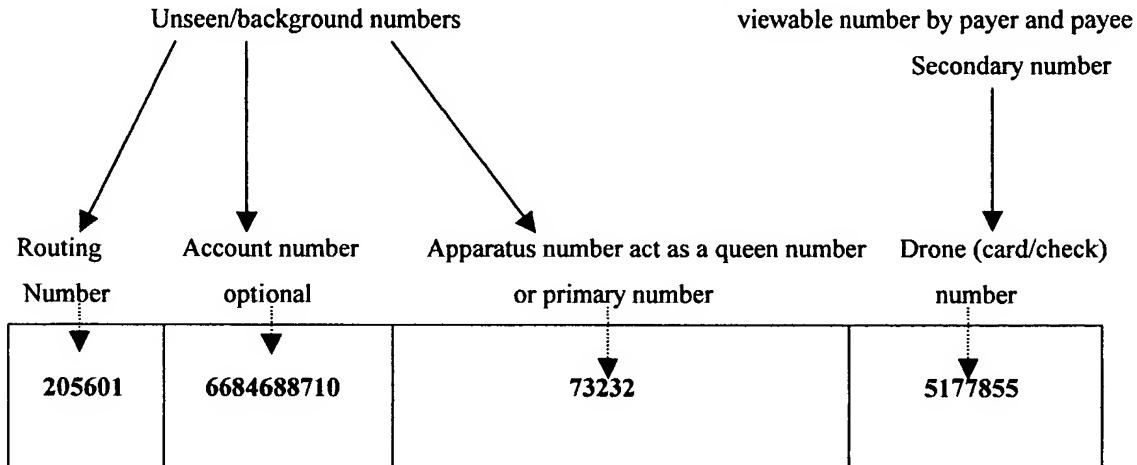 Unseen/background numbers viewable number by payer and payee
Secondary number
Routing Account number Apparatus number act as a queen number Drone (card/check)
Number optional or primary number number
205601 6684688710 73232 5177855